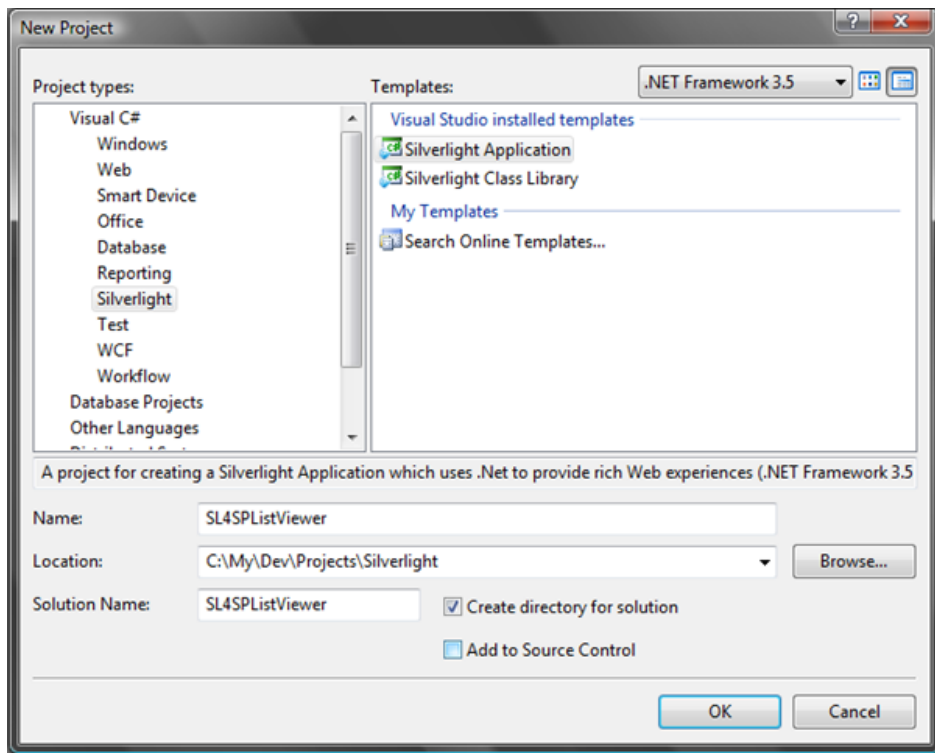 New Project
Project types:
Templates:
.NET Framework 3.5
Visual C#
Windows
Web
Smart Device
Office
Database
Reporting
Silverlight
Test
WCF
Workflow
Database Projects
Other Languages
Visual Studio installed templates
Silverlight Application
Silverlight Class Library
My Templates
Search Online Templates...
A project for creating a Silverlight Application which uses .Net to provide rich Web experiences (.NET Framework 3.5
Name:
SL4SPListViewer
Location:
C:\My\Dev\Projects\Silverlight
Browse...
Solution Name:
SL4SPListViewer
Create directory for solution
Add to Source Control
OK
Cancel